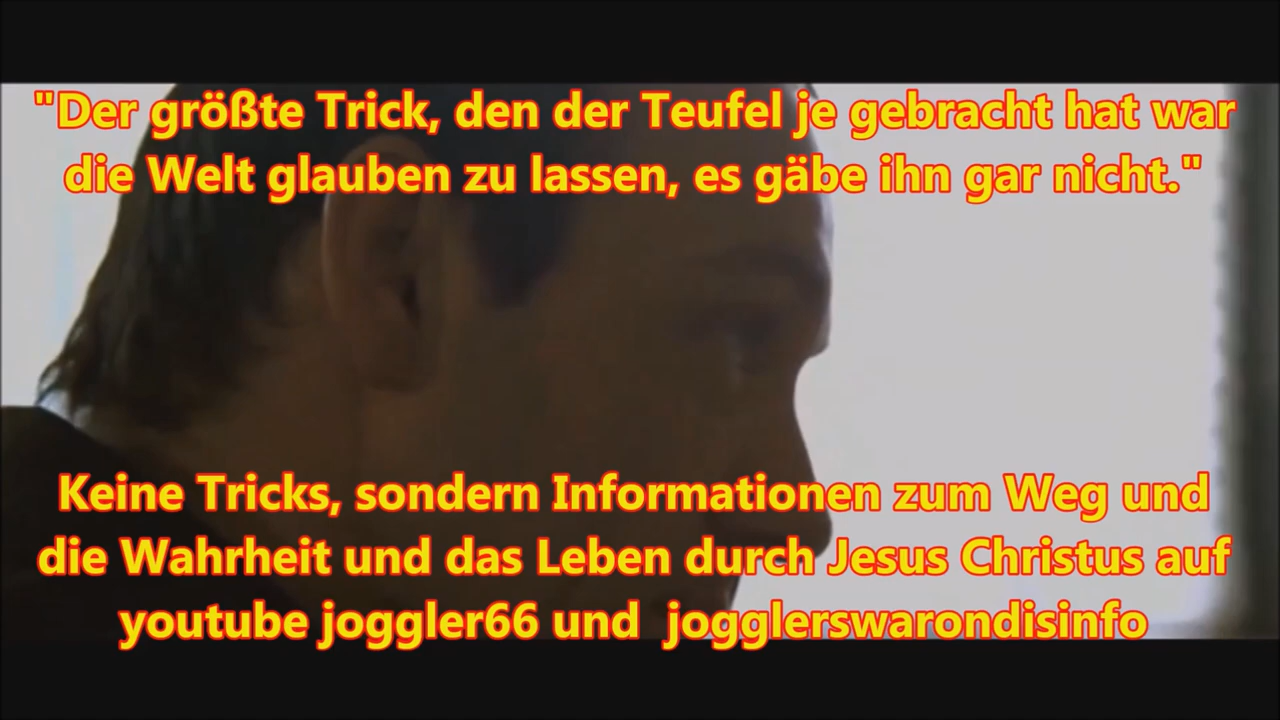 "Der größte Trick, den der Teufel je gebracht hat war
die Welt glauben zu lassen, es gäbe ihn gar nicht."
Keine Tricks, sondern Informationen zum Weg und
die Wahrheit und das Leben durch Jesus Christus auf
youtube joggler66 und jogglerswarondisinfo